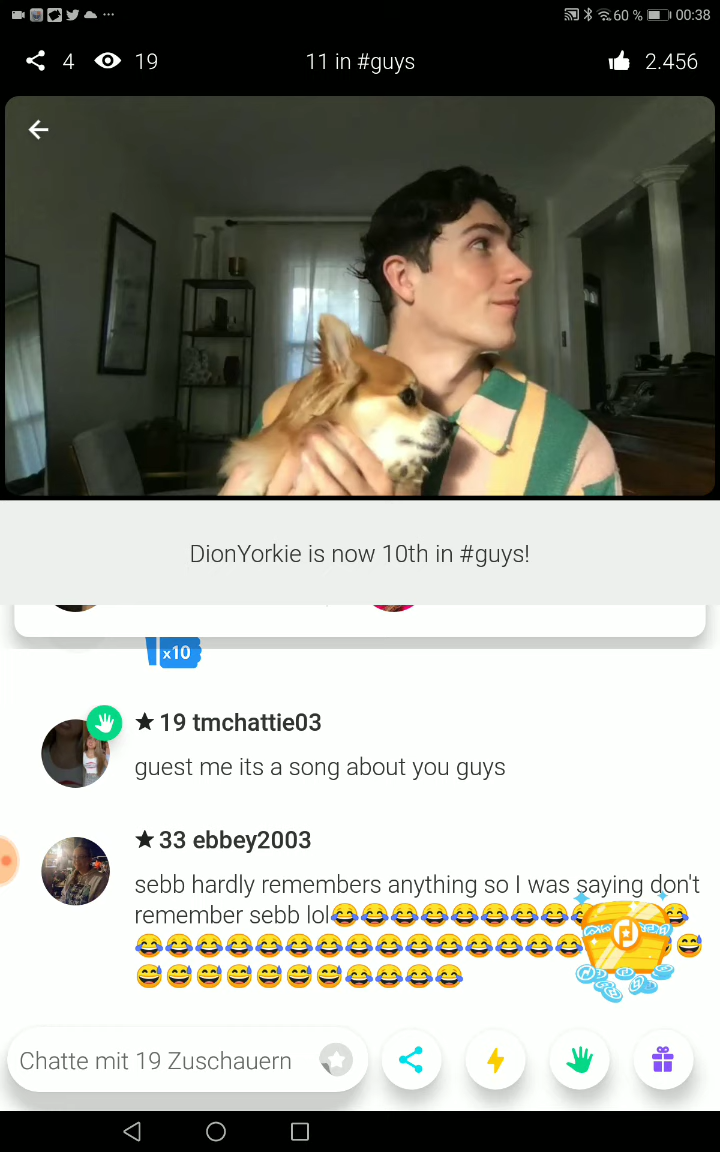 60 % 00:38
4 19 11 in #guys 2.456
DionYorkie is now 10th in #guys!
x10
★ 19 tmchattie03
guest me its a song about you guys
★ 33 ebbey2003
sebb hardly remembers anything so I was saying don't
remember sebb lol😂😂😂😂😂😂😂😂😂😂😂😂
😂😂😂😂😂😂😂😂😂😂😂😂😂😂😂😅
😅😅😅😅😅😅😅😂😂😂😂
Chatte mit 19 Zuschauern